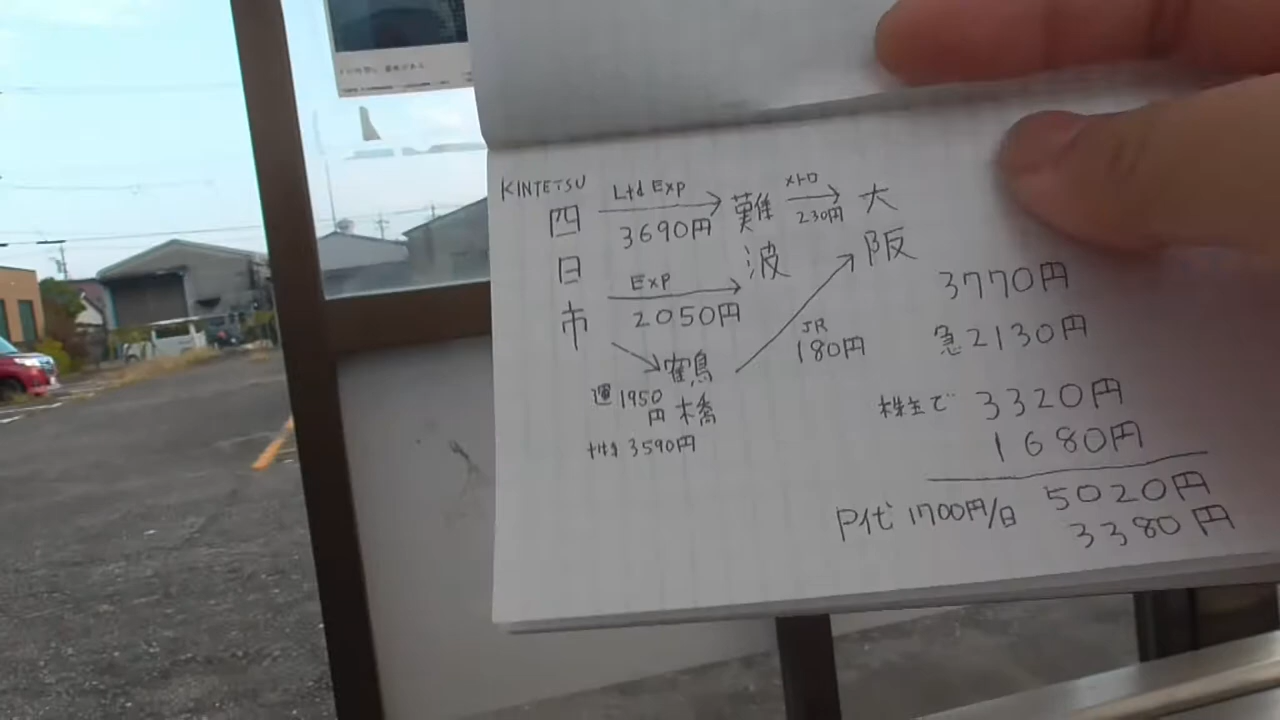 KINTETSU
四日市
Ltd Exp
3690円
難波
メトロ
230円
大阪
Exp
2050円
鶴橋
運1950円
特3590円
JR
180円
3770円
急2130円
株主で 3320円
1680円
5020円
P代 1700円/日
3380円